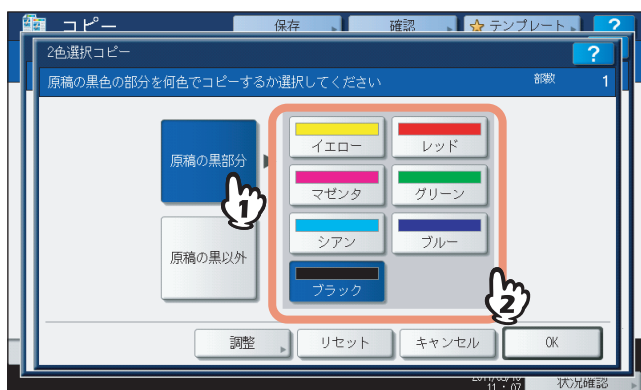 コピー
保存
確認
テンプレート
?
2色選択コピー
?
原稿の黒色の部分を何色でコピーするか選択してください
部数
1
原稿の黒部分
イエロー
レッド
1
マゼンタ
グリーン
原稿の黒以外
シアン
ブルー
ブラック
2
調整
リセット
キャンセル
OK
11:07
状況確認